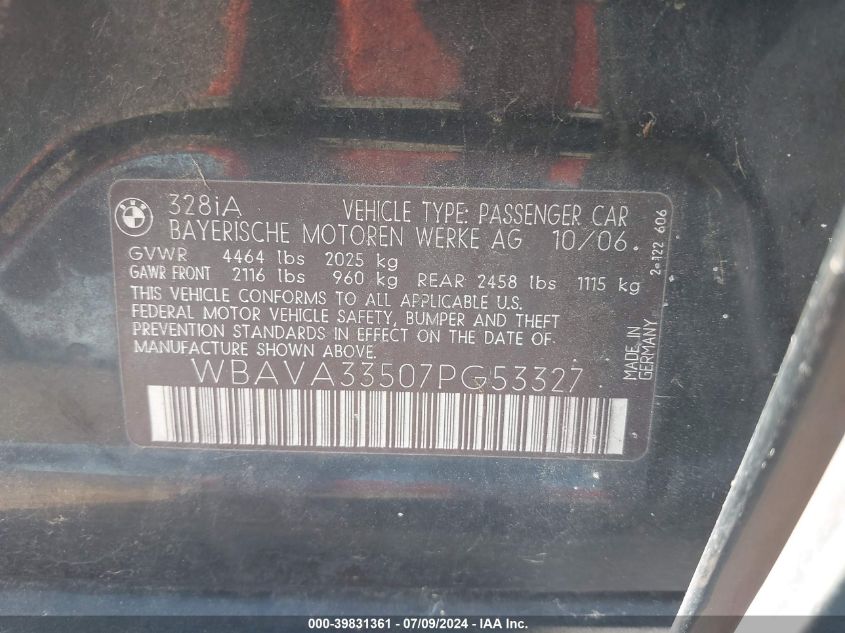 328iA VEHICLE TYPE: PASSENGER CAR
BAYERISCHE MOTOREN WERKE AG 10/06.
GVWR 4464 lbs 2025 kg
GAWR FRONT 2116 lbs 960 kg REAR 2458 lbs 1115 kg
THIS VEHICLE CONFORMS TO ALL APPLICABLE U.S.
FEDERAL MOTOR VEHICLE SAFETY, BUMPER AND THEFT
PREVENTION STANDARDS IN EFFECT ON THE DATE OF
MANUFACTURE SHOWN ABOVE.
WBAVA33507PG53327
MADE IN
GERMANY
606
000-39831361 - 07/09/2024 - IAA Inc.